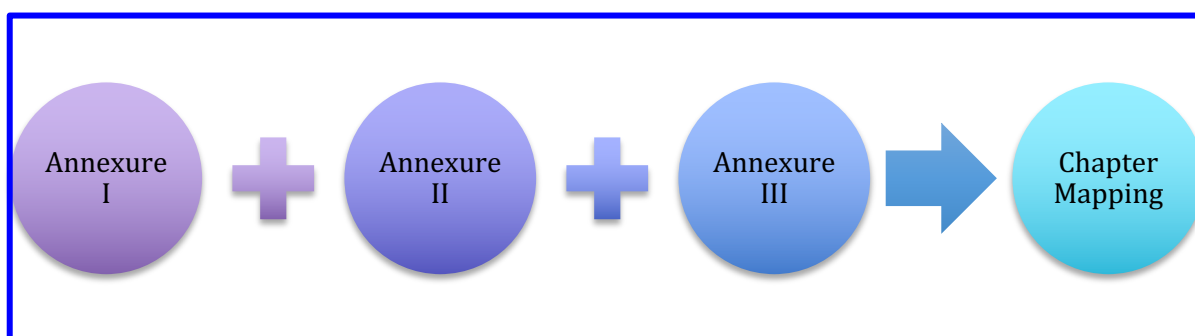 Annexure
I
Annexure
II
Annexure
III
Chapter
Mapping